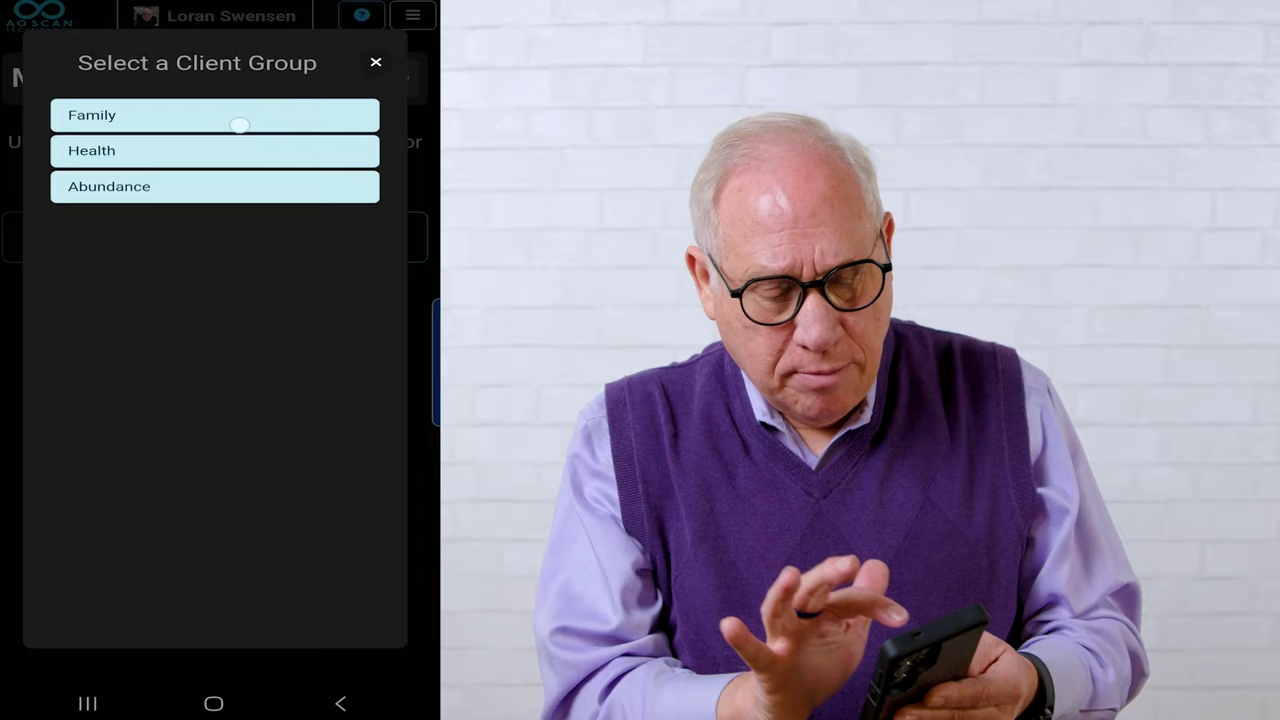 AO SCAN
Loran Swensen
?
Select a Client Group
×
Family
Health
Abundance